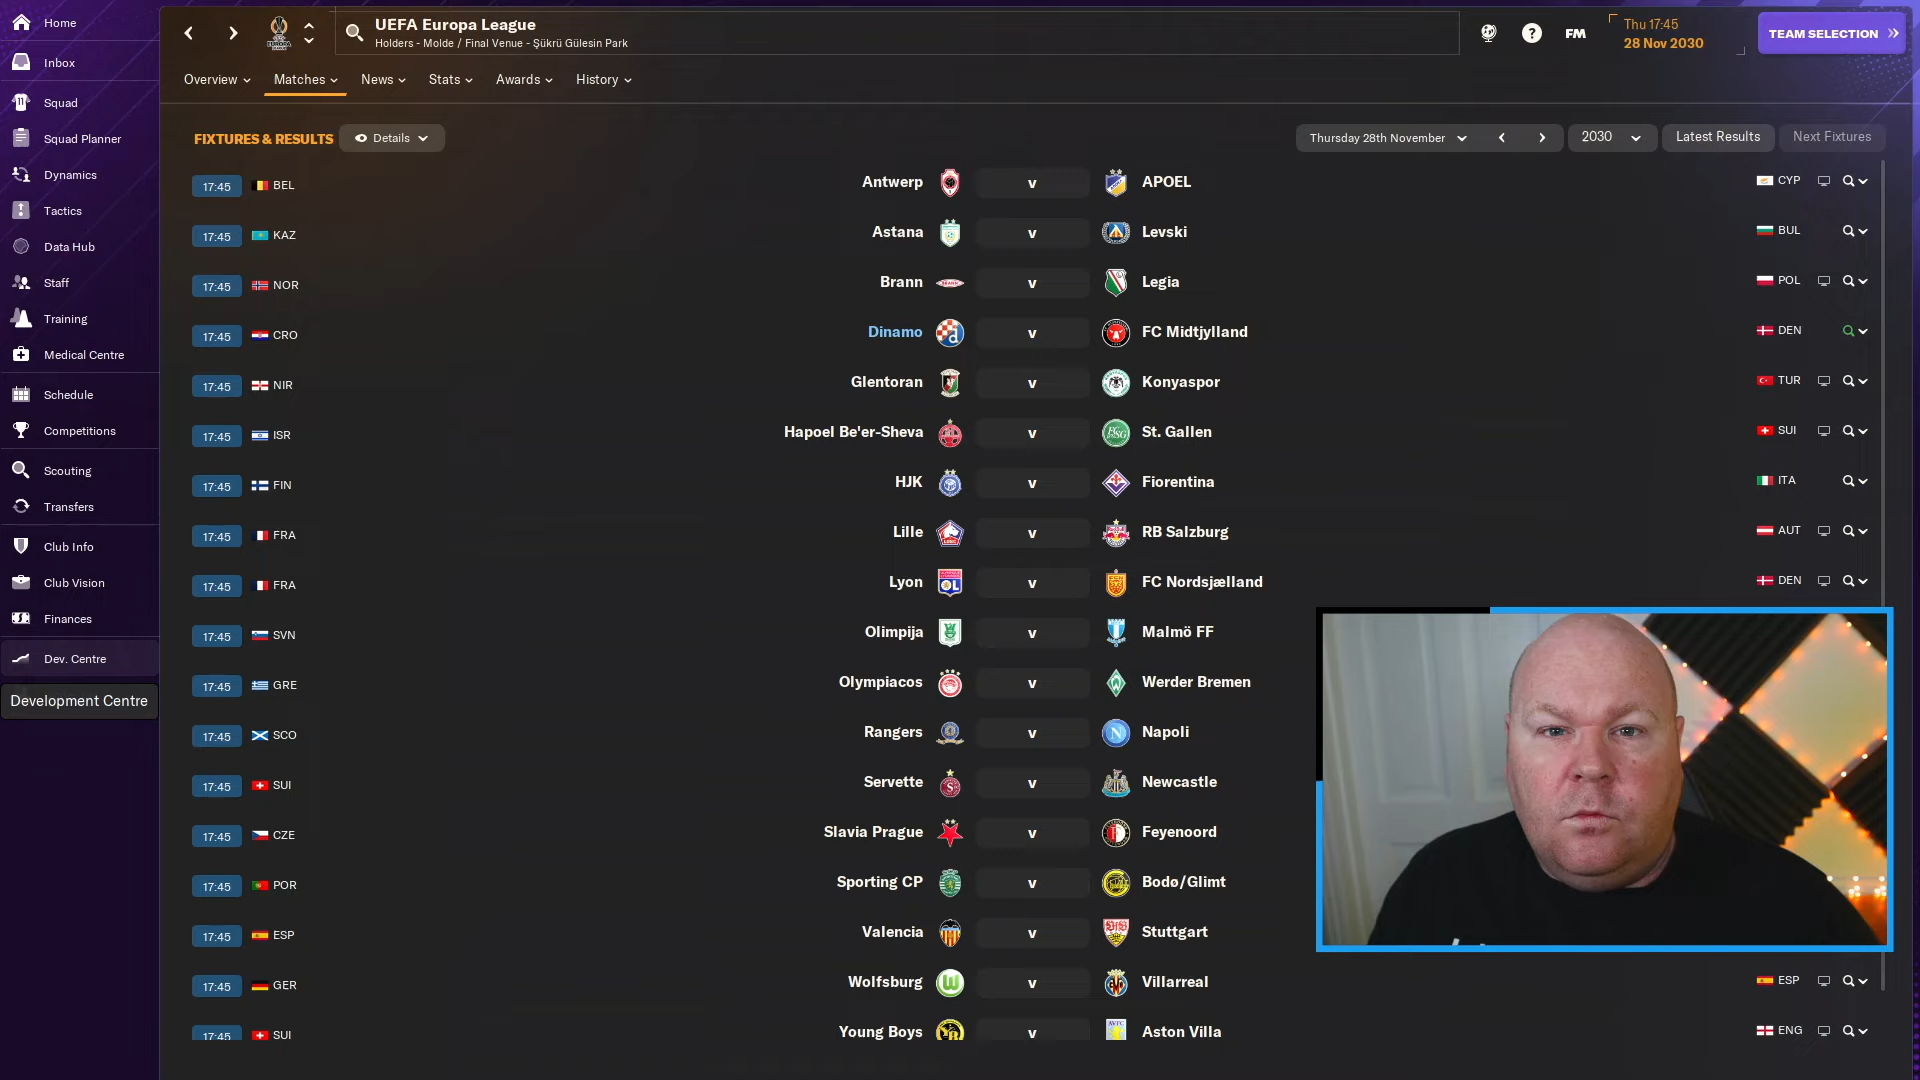 Home
Inbox
Squad
Squad Planner
Dynamics
Tactics
Data Hub
Staff
Training
Medical Centre
Schedule
Competitions
Scouting
Transfers
Club Info
Club Vision
Finances
Dev. Centre
Development Centre
UEFA Europa League
Holders - Molde / Final Venue - Şükrü Gülesin Park
FM
Thu 17:45
28 Nov 2030
TEAM SELECTION
Overview Matches News Stats Awards History
FIXTURES & RESULTS Details
Thursday 28th November 2030 Latest Results Next Fixtures
17:45 BEL Antwerp v APOEL CYP
17:45 KAZ Astana v Levski BUL
17:45 NOR Brann v Legia POL
17:45 CRO Dinamo v FC Midtjylland DEN
17:45 NIR Glentoran v Konyaspor TUR
17:45 ISR Hapoel Be'er-Sheva v St. Gallen SUI
17:45 FIN HJK v Fiorentina ITA
17:45 FRA Lille v RB Salzburg AUT
17:45 FRA Lyon v FC Nordsjælland DEN
17:45 SVN Olimpija v Malmö FF
17:45 GRE Olympiacos v Werder Bremen
17:45 SCO Rangers v Napoli
17:45 SUI Servette v Newcastle
17:45 CZE Slavia Prague v Feyenoord
17:45 POR Sporting CP v Bodø/Glimt
17:45 ESP Valencia v Stuttgart
17:45 GER Wolfsburg v Villarreal ESP
17:45 SUI Young Boys v Aston Villa ENG